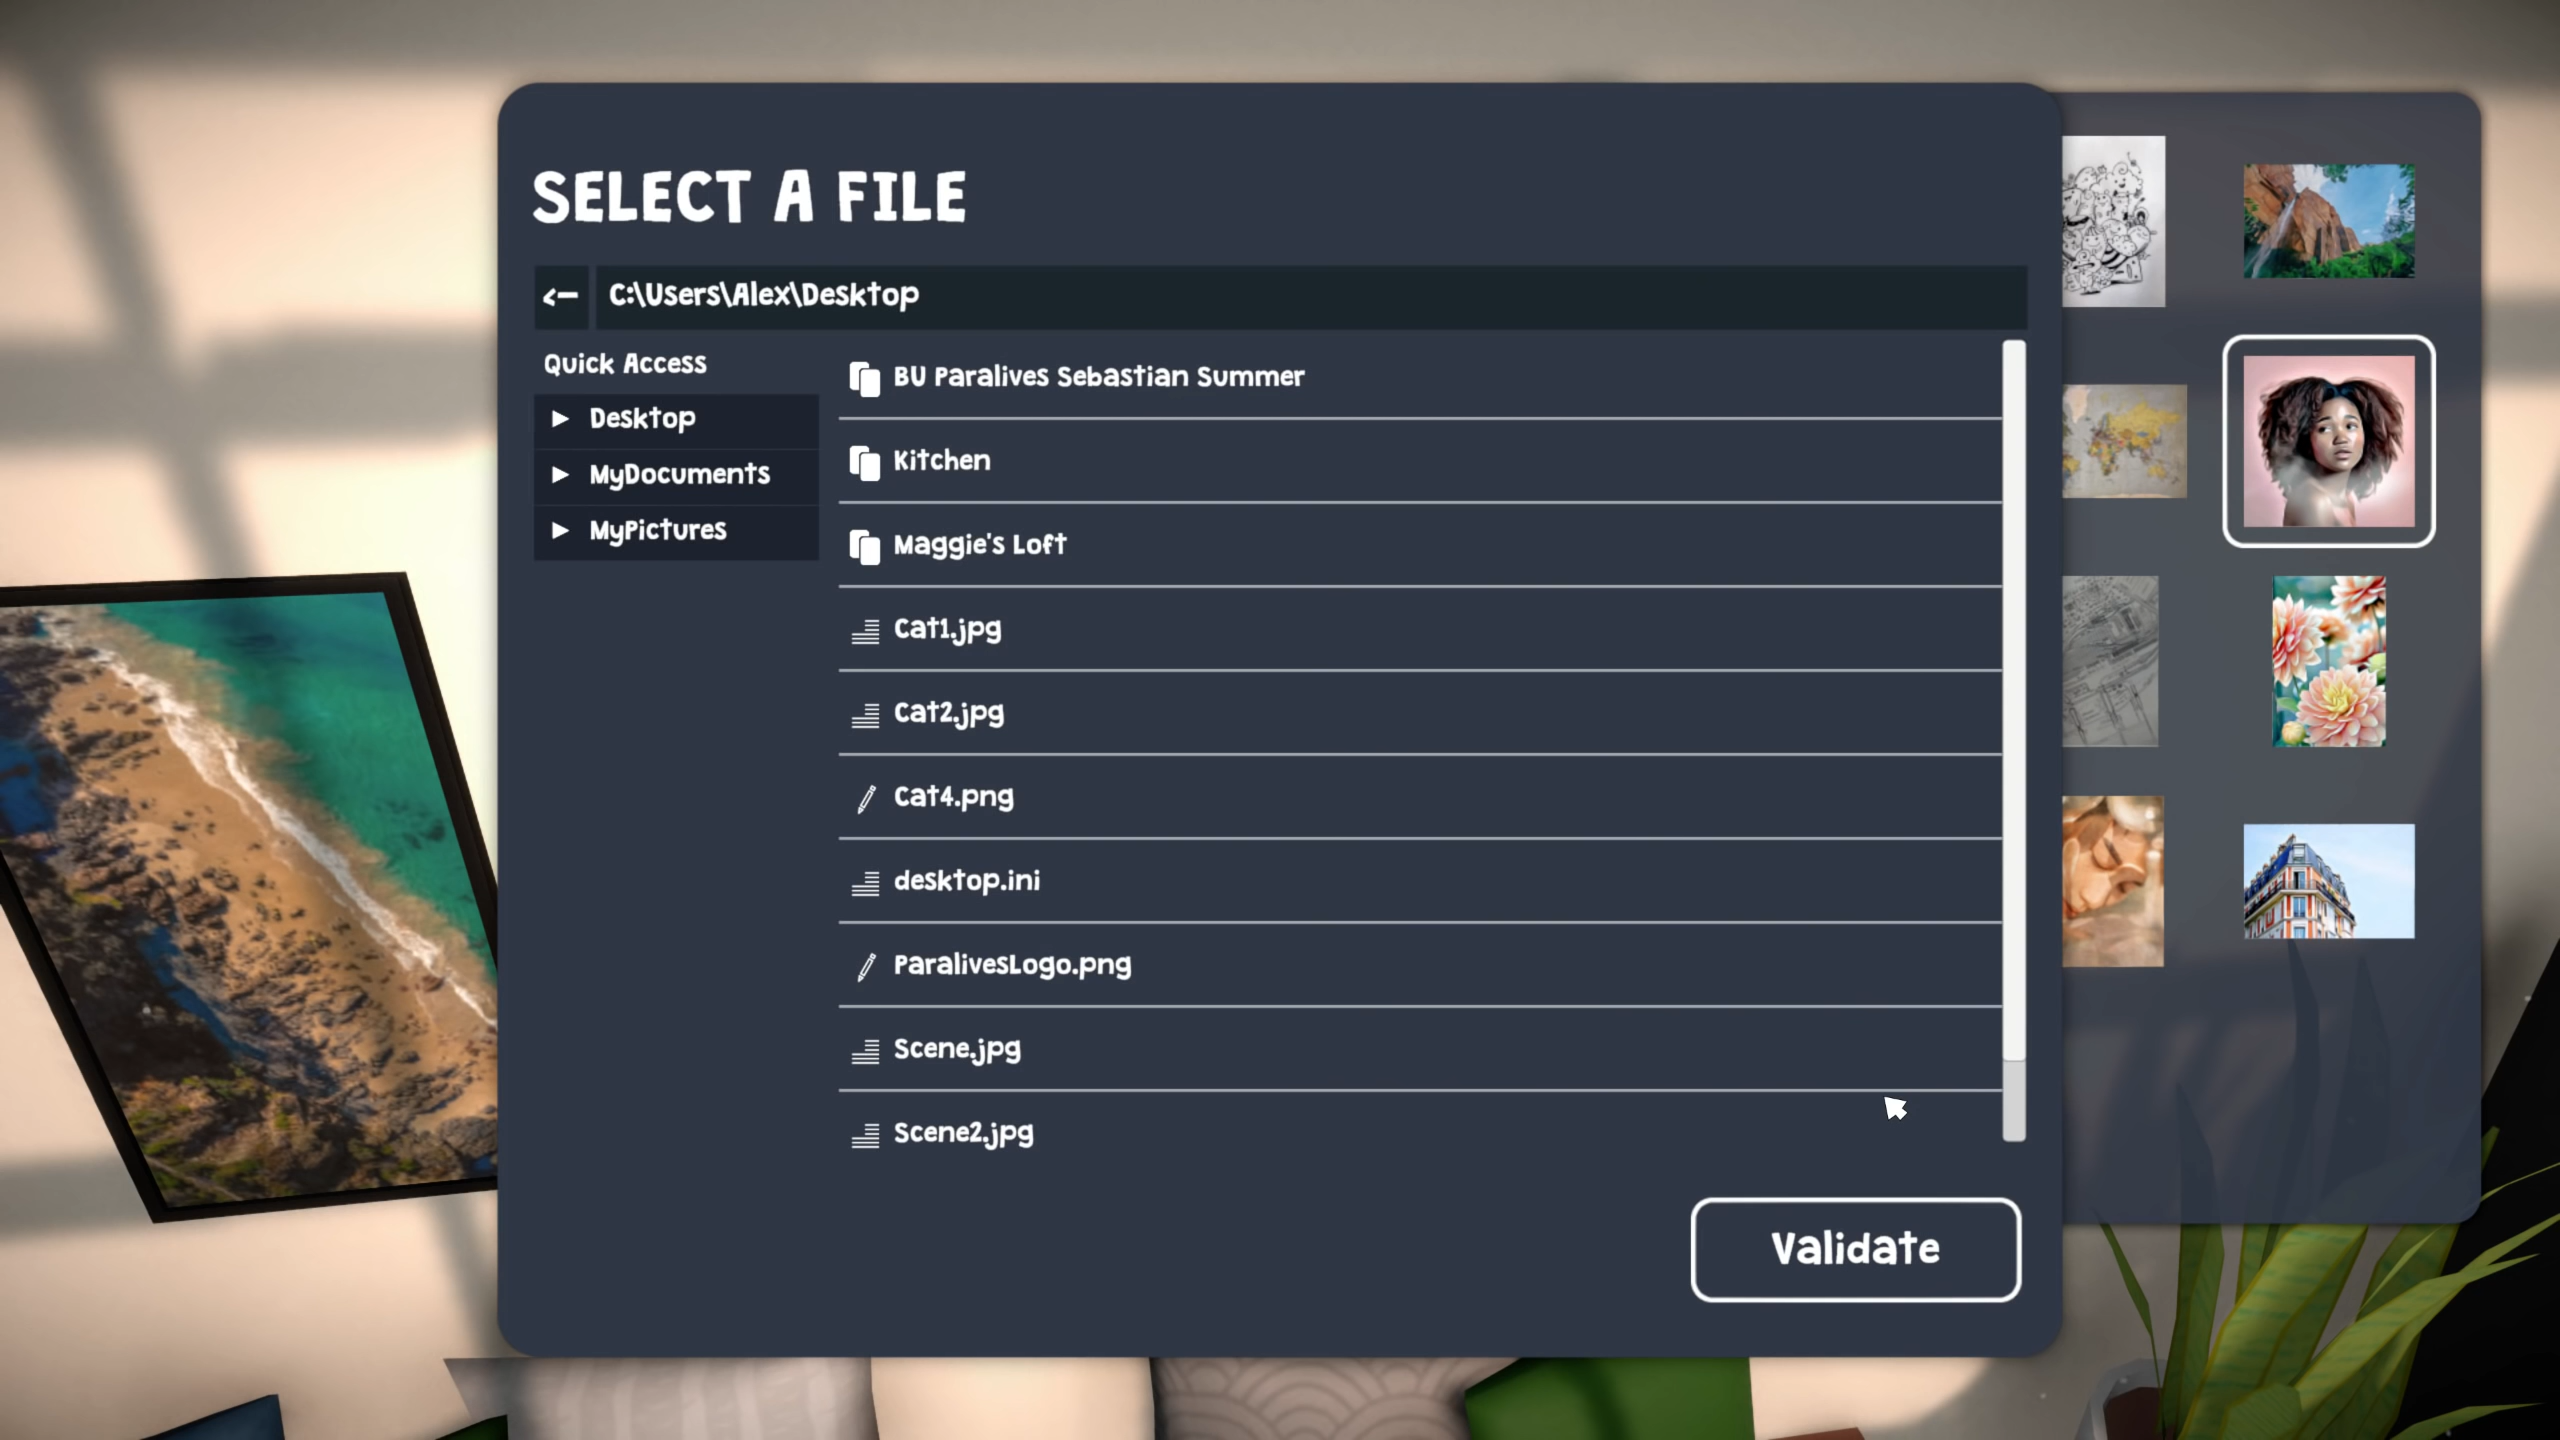 SELECT A FILE
<-
C:\Users\Alex\Desktop
Quick Access
Desktop
MyDocuments
MyPictures
BU Paralives Sebastian Summer
Kitchen
Maggie's Loft
Cat1.jpg
Cat2.jpg
Cat4.png
desktop.ini
ParalivesLogo.png
Scene.jpg
Scene2.jpg
Validate